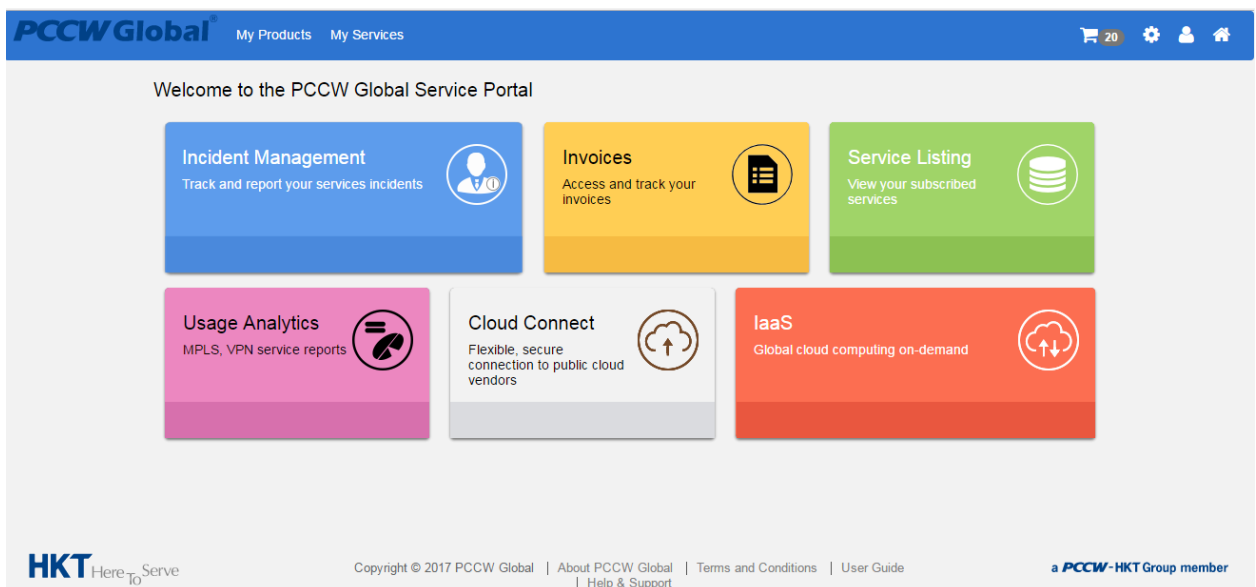 PCCW Global® My Products My Services 20
Welcome to the PCCW Global Service Portal
Incident Management
Track and report your services incidents
Invoices
Access and track your
invoices
Service Listing
View your subscribed
services
Usage Analytics
MPLS, VPN service reports
Cloud Connect
Flexible, secure
connection to public cloud
vendors
IaaS
Global cloud computing on-demand
HKT Here To Serve
Copyright © 2017 PCCW Global | About PCCW Global | Terms and Conditions | User Guide
| Help & Support
a PCCW-HKT Group member